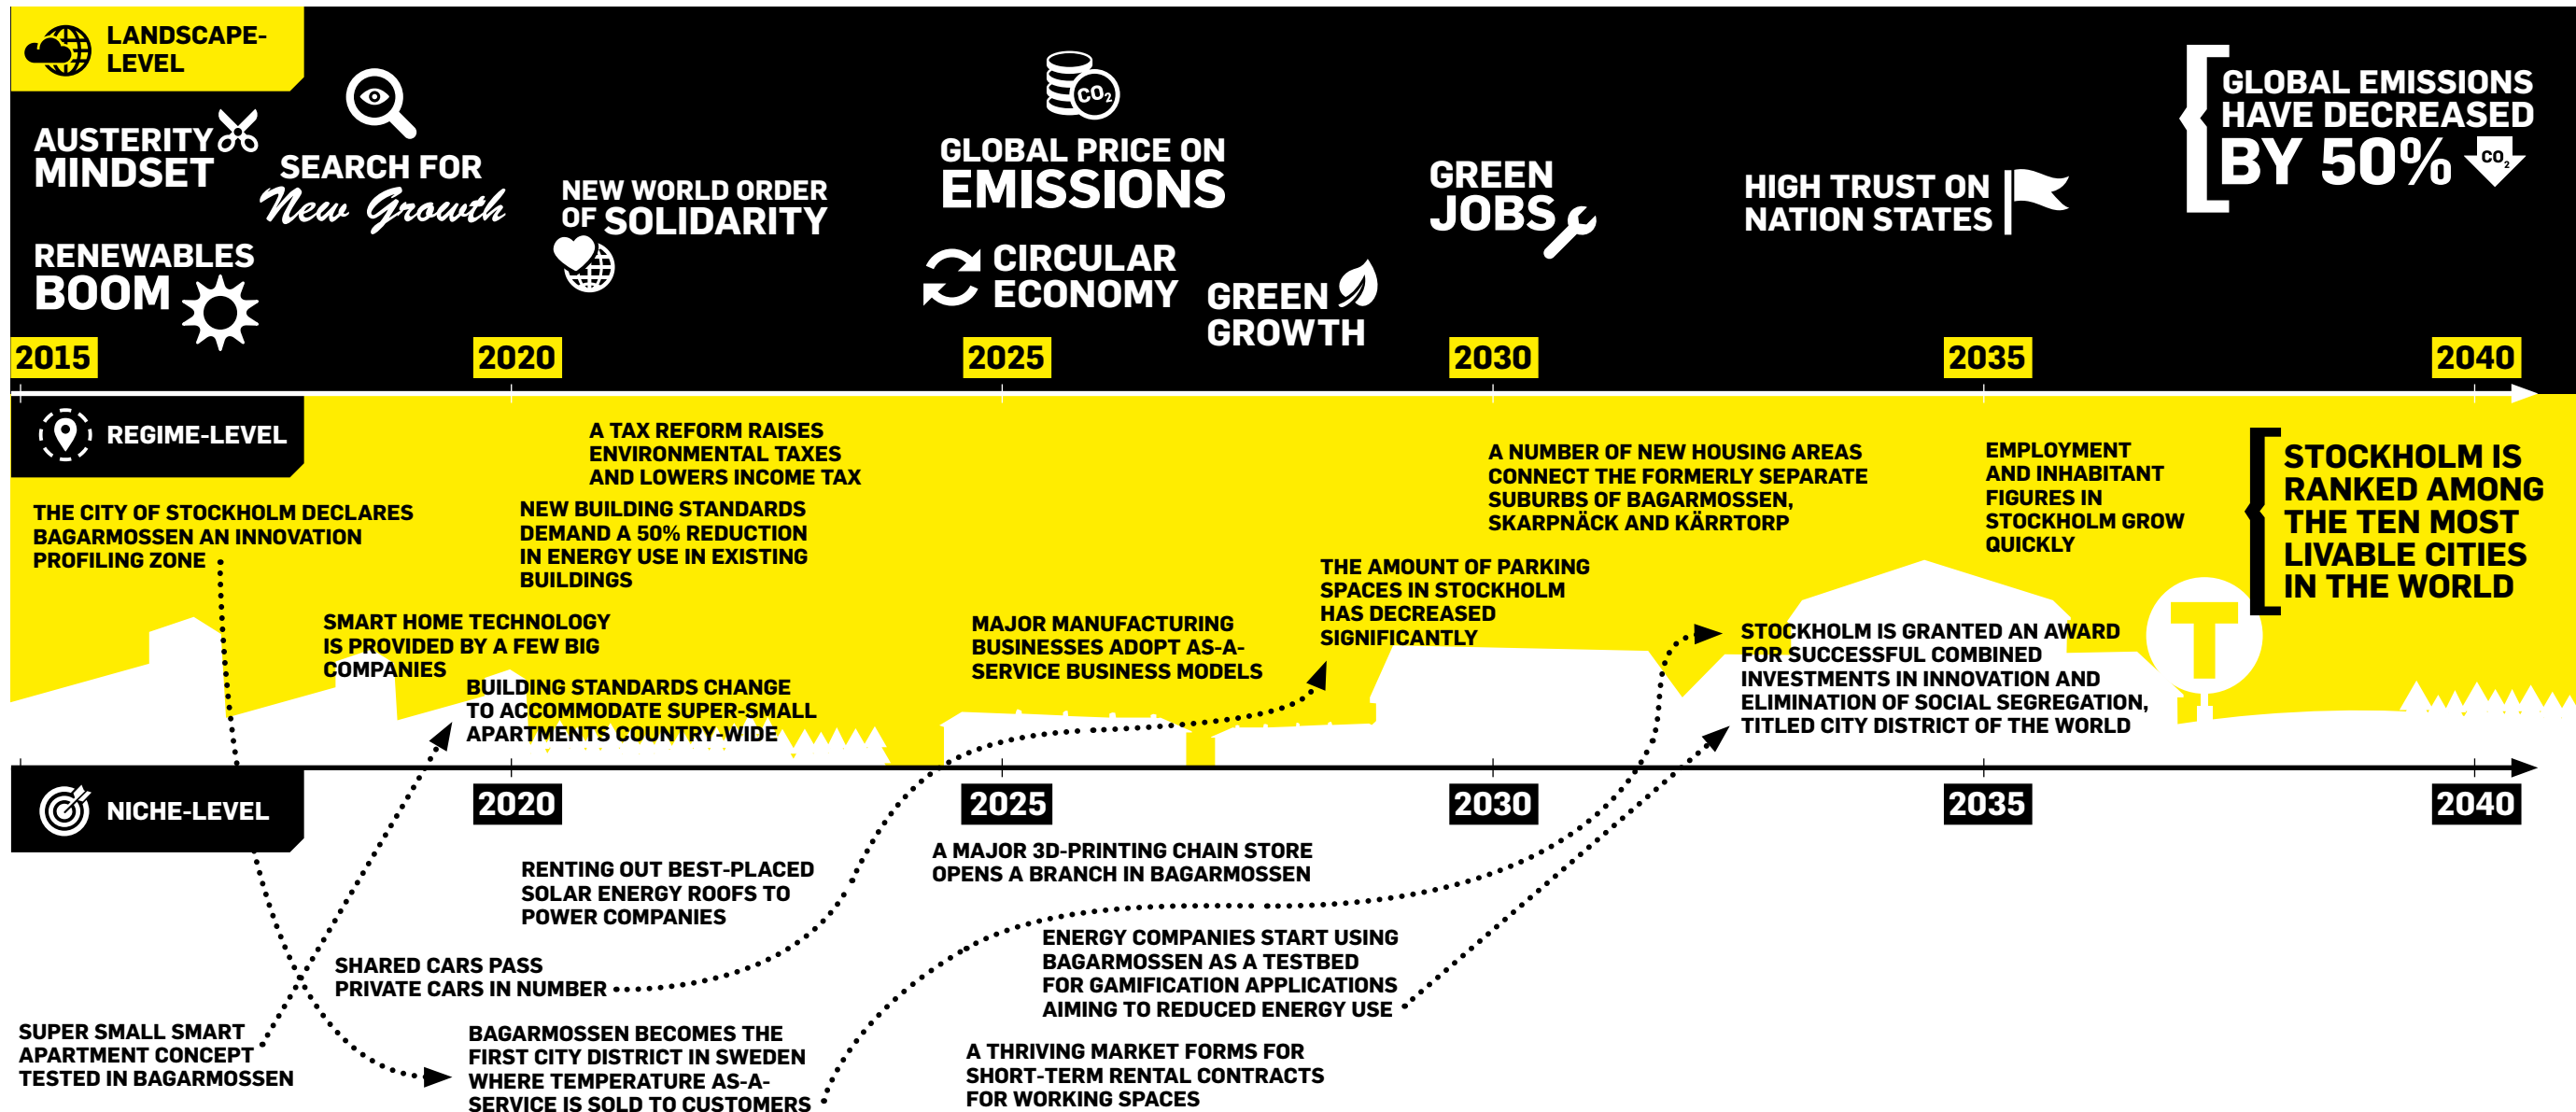 LANDSCAPE-
LEVEL
AUSTERITY
MINDSET
SEARCH FOR
New Growth
RENEWABLES
BOOM
NEW WORLD ORDER
OF SOLIDARITY
CO₂
GLOBAL PRICE ON
EMISSIONS
CIRCULAR
ECONOMY
GREEN
GROWTH
GREEN
JOBS
HIGH TRUST ON
NATION STATES
GLOBAL EMISSIONS
HAVE DECREASED
BY 50%
CO₂
2015
2020
2025
2030
2035
2040
REGIME-LEVEL
THE CITY OF STOCKHOLM DECLARES
BAGARMOSSEN AN INNOVATION
PROFILING ZONE
A TAX REFORM RAISES
ENVIRONMENTAL TAXES
AND LOWERS INCOME TAX
NEW BUILDING STANDARDS
DEMAND A 50% REDUCTION
IN ENERGY USE IN EXISTING
BUILDINGS
SMART HOME TECHNOLOGY
IS PROVIDED BY A FEW BIG
COMPANIES
BUILDING STANDARDS CHANGE
TO ACCOMMODATE SUPER-SMALL
APARTMENTS COUNTRY-WIDE
MAJOR MANUFACTURING
BUSINESSES ADOPT AS-A-
SERVICE BUSINESS MODELS
THE AMOUNT OF PARKING
SPACES IN STOCKHOLM
HAS DECREASED
SIGNIFICANTLY
A NUMBER OF NEW HOUSING AREAS
CONNECT THE FORMERLY SEPARATE
SUBURBS OF BAGARMOSSEN,
SKARPNÄCK AND KÄRRTORP
EMPLOYMENT
AND INHABITANT
FIGURES IN
STOCKHOLM GROW
QUICKLY
STOCKHOLM IS GRANTED AN AWARD
FOR SUCCESSFUL COMBINED
INVESTMENTS IN INNOVATION AND
ELIMINATION OF SOCIAL SEGREGATION,
TITLED CITY DISTRICT OF THE WORLD
T
STOCKHOLM IS
RANKED AMONG
THE TEN MOST
LIVABLE CITIES
IN THE WORLD
NICHE-LEVEL
2020
2025
2030
2035
2040
RENTING OUT BEST-PLACED
SOLAR ENERGY ROOFS TO
POWER COMPANIES
SHARED CARS PASS
PRIVATE CARS IN NUMBER
SUPER SMALL SMART
APARTMENT CONCEPT
TESTED IN BAGARMOSSEN
BAGARMOSSEN BECOMES THE
FIRST CITY DISTRICT IN SWEDEN
WHERE TEMPERATURE AS-A-
SERVICE IS SOLD TO CUSTOMERS
A MAJOR 3D-PRINTING CHAIN STORE
OPENS A BRANCH IN BAGARMOSSEN
ENERGY COMPANIES START USING
BAGARMOSSEN AS A TESTBED
FOR GAMIFICATION APPLICATIONS
AIMING TO REDUCED ENERGY USE
A THRIVING MARKET FORMS FOR
SHORT-TERM RENTAL CONTRACTS
FOR WORKING SPACES